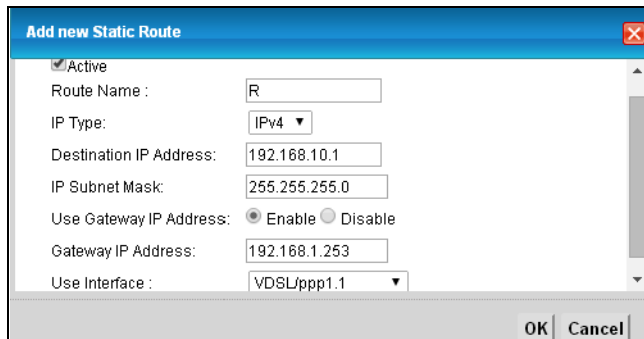 Add new Static Route
Active
Route Name : R
IP Type: IPv4
Destination IP Address: 192.168.10.1
IP Subnet Mask: 255.255.255.0
Use Gateway IP Address: Enable Disable
Gateway IP Address: 192.168.1.253
Use Interface : VDSL/ppp1.1
OK Cancel